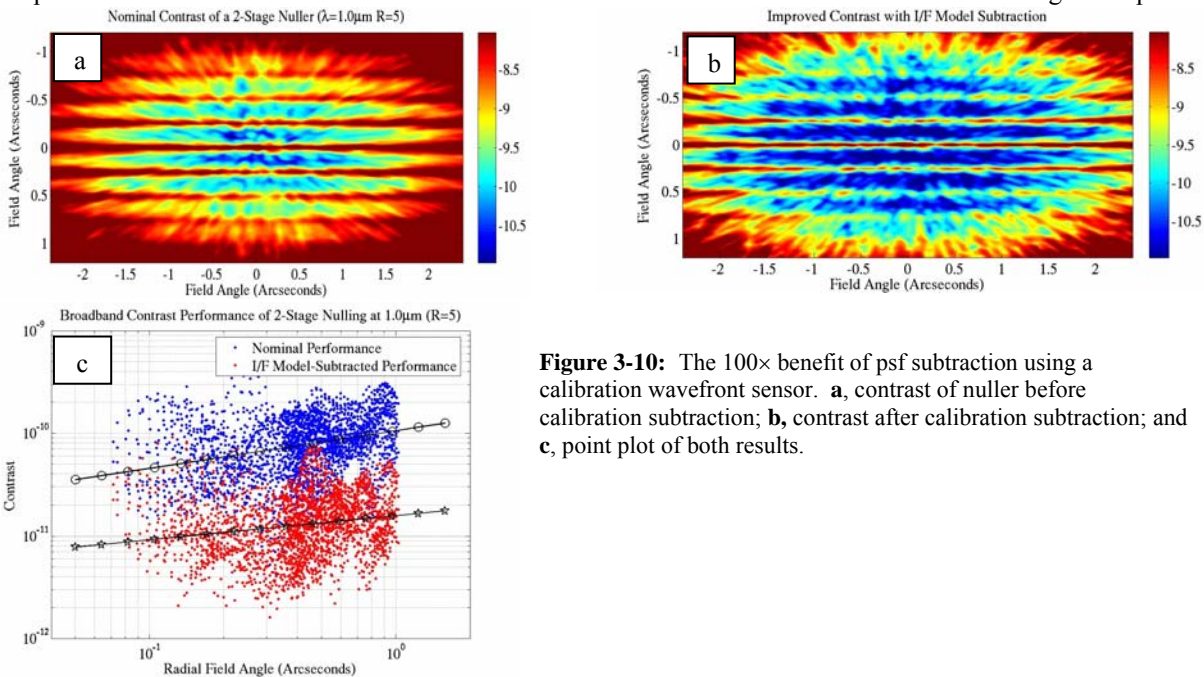 Nominal Contrast of a 2-Stage Nuller (λ=1.0μm R=5)
a
-1
-0.5
0
0.5
1
Field Angle (Arcseconds)
-2 -1.5 -1 -0.5 0 0.5 1 1.5 2
Field Angle (Arcseconds)
-8.5
-9
-9.5
-10
-10.5
Improved Contrast with I/F Model Subtraction
b
-1
-0.5
0
0.5
1
Field Angle (Arcseconds)
-2 -1.5 -1 -0.5 0 0.5 1 1.5 2
Field Angle (Arcseconds)
-8.5
-9
-9.5
-10
-10.5
Broadband Contrast Performance of 2-Stage Nulling at 1.0μm (R=5)
c
Nominal Performance
I/F Model-Subtracted Performance
10^-9
10^-10
10^-11
10^-12
Contrast
10^-1 10^0
Radial Field Angle (Arcseconds)
Figure 3-10: The 100× benefit of psf subtraction using a
calibration wavefront sensor. a, contrast of nuller before
calibration subtraction; b, contrast after calibration subtraction; and
c, point plot of both results.